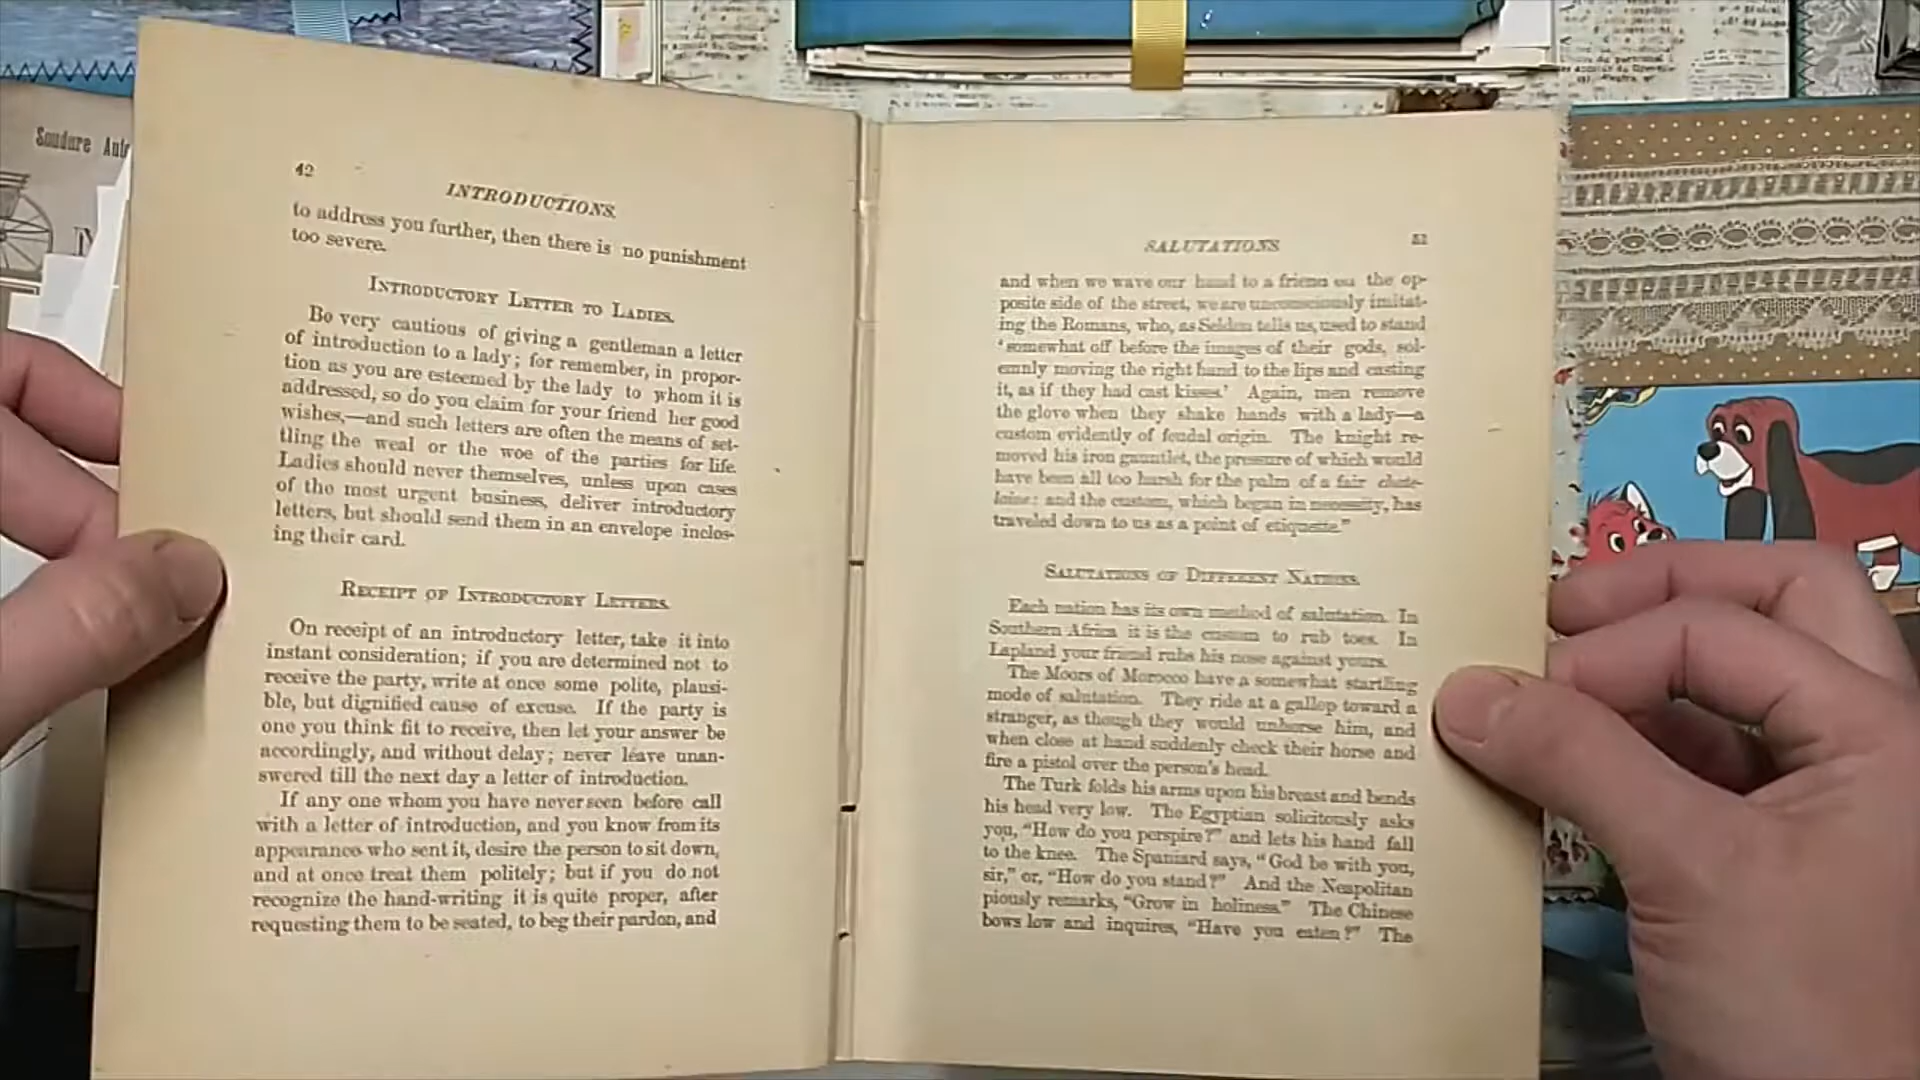 Soudure Auto
42
INTRODUCTIONS.
to address you further, then there is no punishment
too severe.
INTRODUCTORY LETTER TO LADIES.
Be very cautious of giving a gentleman a letter
of introduction to a lady; for remember, in propor-
tion as you are esteemed by the lady to whom it is
addressed, so do you claim for your friend her good
wishes,—and such letters are often the means of set-
tling the weal or the woe of the parties for life.
Ladies should never themselves, unless upon cases
of the most urgent business, deliver introductory
letters, but should send them in an envelope inclos-
ing their card.
RECEIPT OF INTRODUCTORY LETTERS.
On receipt of an introductory letter, take it into
instant consideration; if you are determined not to
receive the party, write at once some polite, plausi-
ble, but dignified cause of excuse. If the party is
one you think fit to receive, then let your answer be
accordingly, and without delay; never leave unan-
swered till the next day a letter of introduction.
If any one whom you have never seen before call
with a letter of introduction, and you know from its
appearance who sent it, desire the person to sit down,
and at once treat them politely; but if you do not
recognize the hand-writing it is quite proper, after
requesting them to be seated, to beg their pardon, and
SALUTATIONS
51
and when we wave our hand to a friend on the op-
posite side of the street, we are unconsciously imitat-
ing the Romans, who, as Selden tells us, used to stand
'somewhat off before the images of their gods, sol-
emnly moving the right hand to the lips and casting
it, as if they had cast kisses.' Again, men remove
the glove when they shake hands with a lady—a
custom evidently of feudal origin. The knight re-
moved his iron gauntlet, the pressure of which would
have been all too harsh for the palm of a fair chate-
laine; and the custom, which began in necessity, has
traveled down to us as a point of etiquette."
SALUTATIONS OF DIFFERENT NATIONS.
Each nation has its own method of salutation. In
Southern Africa it is the custom to rub toes. In
Lapland your friend rubs his nose against yours.
The Moors of Morocco have a somewhat startling
mode of salutation. They ride at a gallop toward a
stranger, as though they would unhorse him, and
when close at hand suddenly check their horse and
fire a pistol over the person's head.
The Turk folds his arms upon his breast and bends
his head very low. The Egyptian solicitously asks
you, "How do you perspire?" and lets his hand fall
to the knee. The Spaniard says, "God be with you,
sir," or, "How do you stand?" And the Neapolitan
piously remarks, "Grow in holiness." The Chinese
bows low and inquires, "Have you eaten?" The